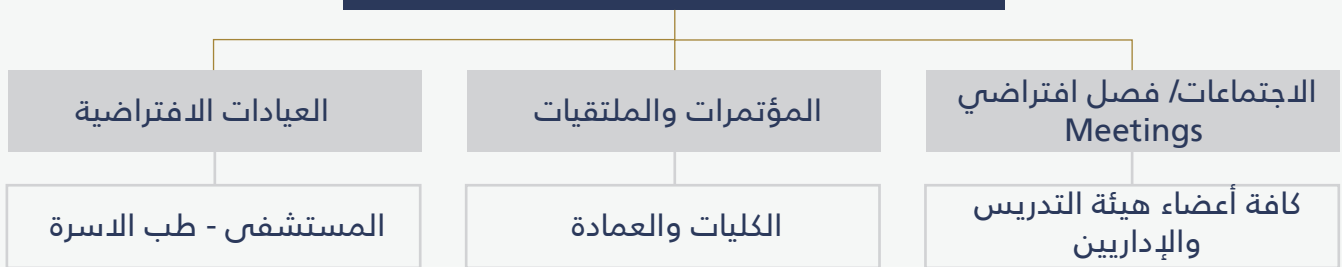 الاجتماعات/ فصل افتراضي
Meetings
المؤتمرات والملتقيات
العيادات الافتراضية
كافة أعضاء هيئة التدريس
والإداريين
الكليات والعمادة
المستشفى - طب الاسرة